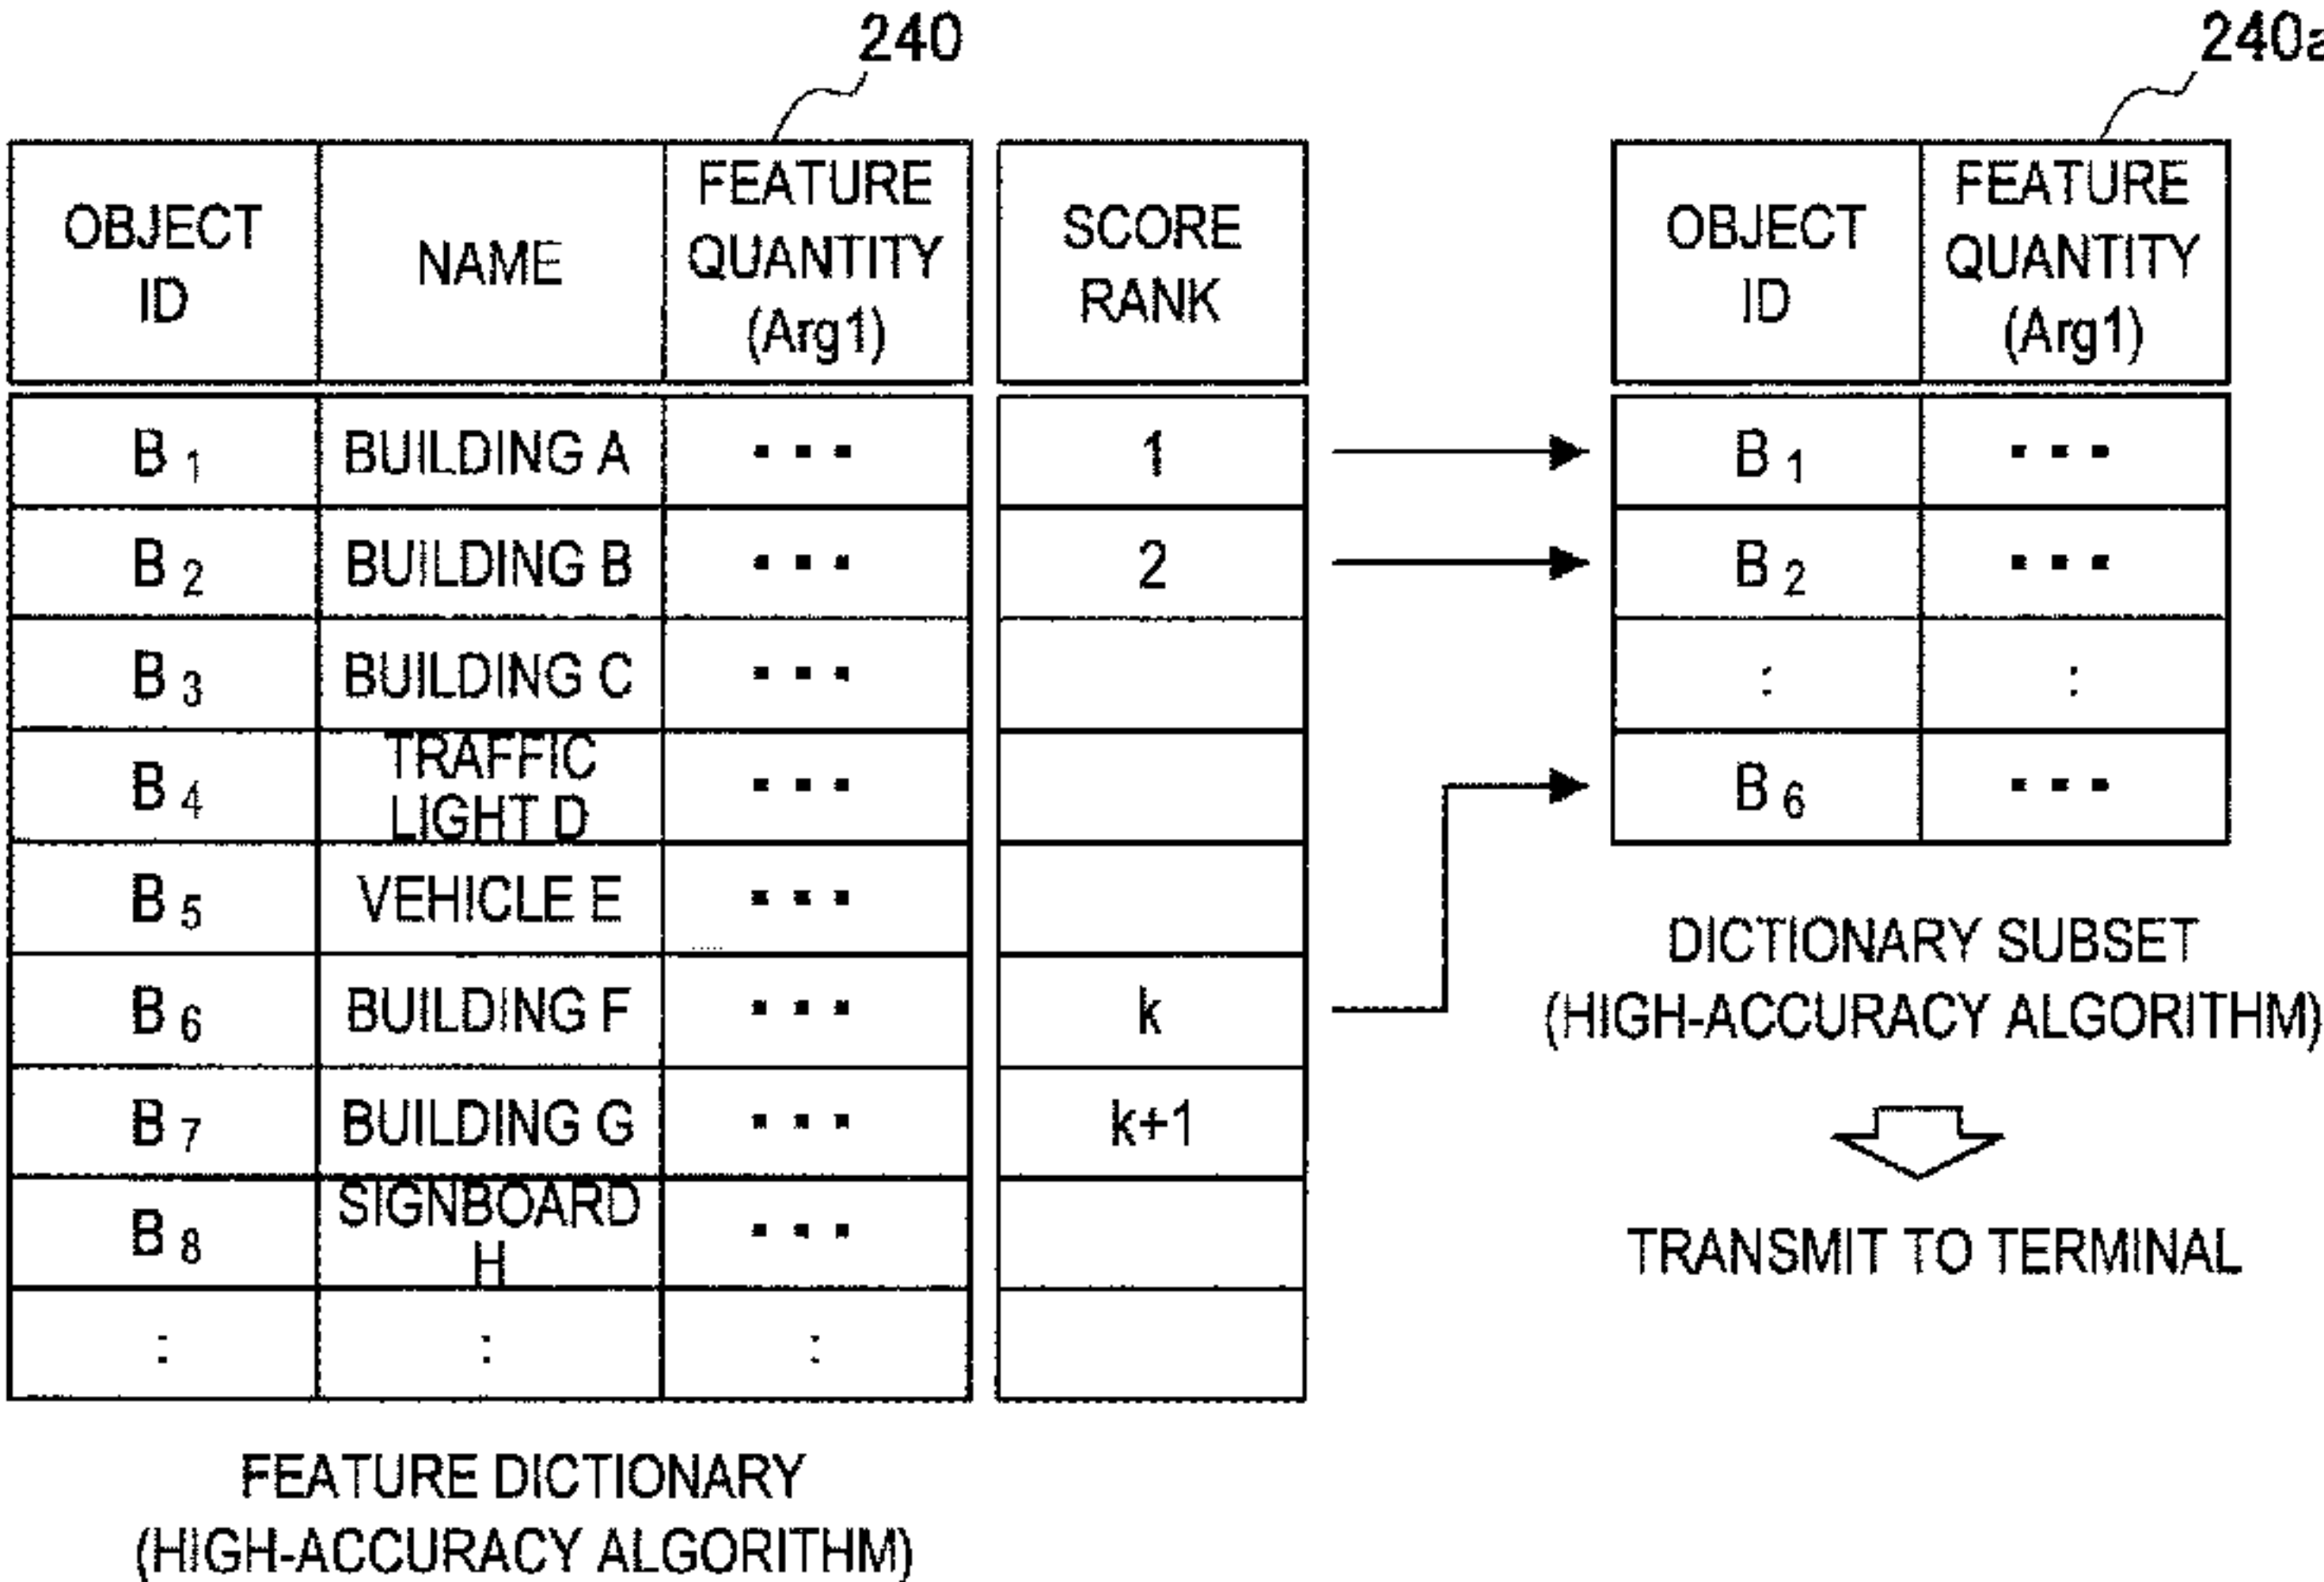 240
240a
OBJECT ID
NAME
FEATURE QUANTITY (Arg1)
SCORE RANK
OBJECT ID
FEATURE QUANTITY (Arg1)
B 1 BUILDING A ··· 1 B 1 ···
B 2 BUILDING B ··· 2 B 2 ···
B 3 BUILDING C ··· : :
B 4 TRAFFIC LIGHT D ··· B 6 ···
B 5 VEHICLE E ···
B 6 BUILDING F ··· k
B 7 BUILDING G ··· k+1
B 8 SIGNBOARD H ···
: : :
DICTIONARY SUBSET
(HIGH-ACCURACY ALGORITHM)
TRANSMIT TO TERMINAL
FEATURE DICTIONARY
(HIGH-ACCURACY ALGORITHM)